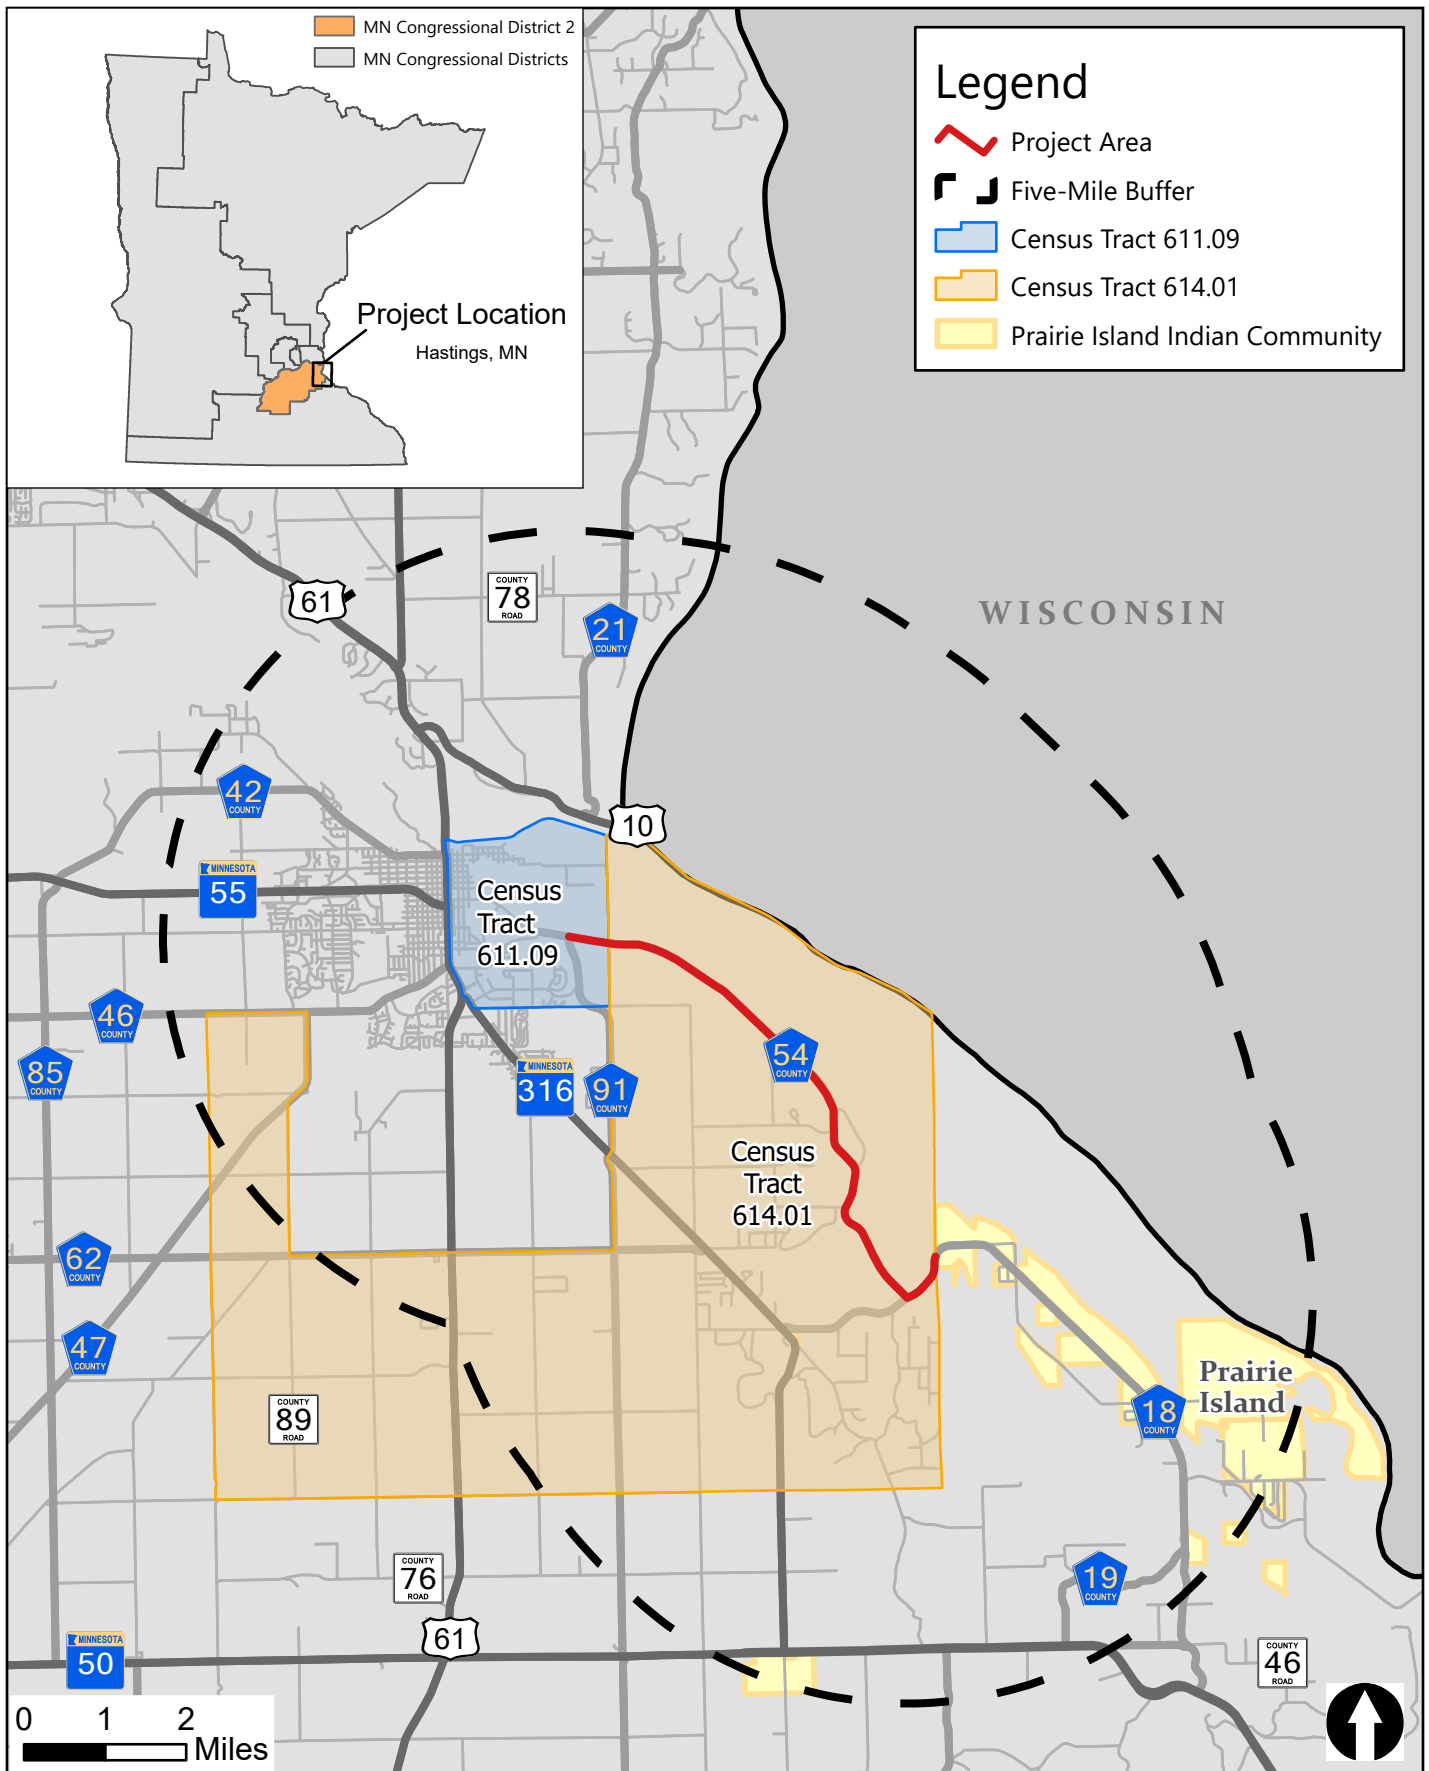 MN Congressional District 2
MN Congressional Districts
Project Location
Hastings, MN
Legend
Project Area
Five-Mile Buffer
Census Tract 611.09
Census Tract 614.01
Prairie Island Indian Community
WISCONSIN
61
COUNTY
78
ROAD
21
COUNTY
42
COUNTY
10
MINNESOTA
55
Census
Tract
611.09
46
COUNTY
85
COUNTY
54
COUNTY
MINNESOTA
316
91
COUNTY
Census
Tract
614.01
62
COUNTY
47
COUNTY
COUNTY
89
ROAD
Prairie
Island
18
COUNTY
COUNTY
76
ROAD
19
COUNTY
61
MINNESOTA
50
COUNTY
46
ROAD
0 1 2
Miles